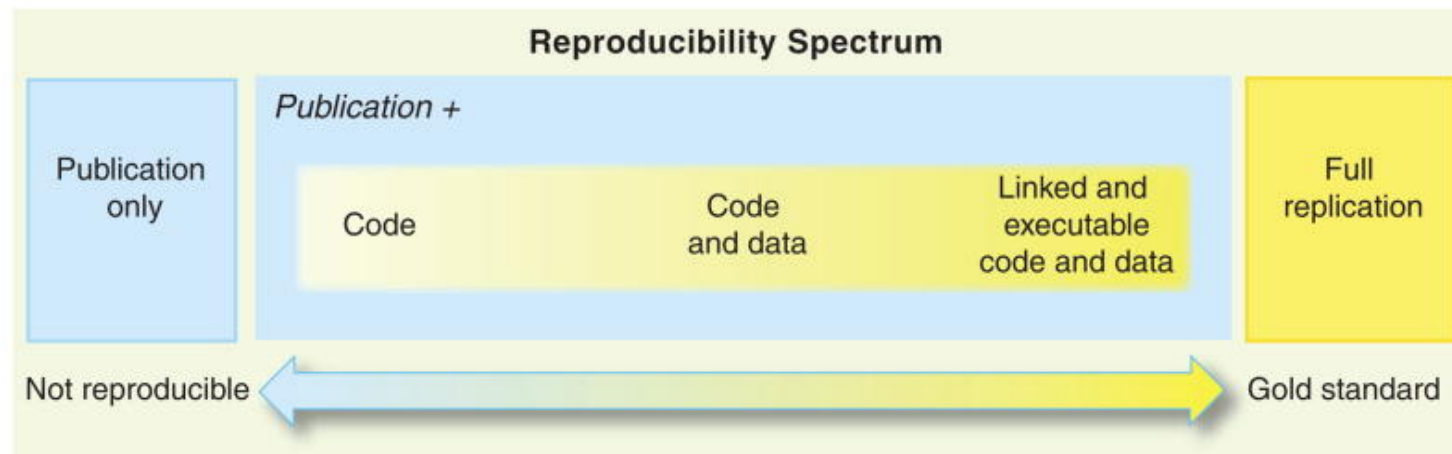 Reproducibility Spectrum
Publication
only
Publication +
Code
Code
and data
Linked and
executable
code and data
Full
replication
Not reproducible
Gold standard